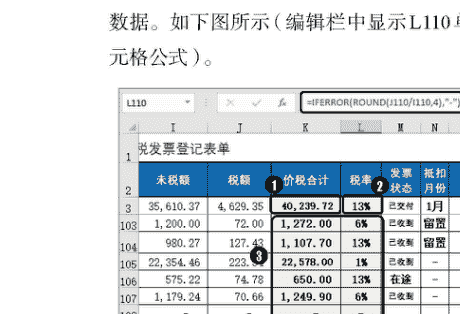 数据。如下图所示(编辑栏中显示L110单
元格公式)。
L110 =IFERROR(ROUND(J110/I110,4),"-")
I J K L M N
1 税发票登记表单
2 未税额 税额 ❶ 价税合计 税率 ❷ 发票状态 抵扣月份
3 35,610.37 4,629.35 40,239.72 13% 已交付 1月
103 1,200.00 72.00 1,272.00 6% 已收到 留置
104 980.27 127.43 1,107.70 13% 已收到 留置
105 22,354.46 223. ❸ 22,578.00 1% 已收到 -
106 575.22 74.78 650.00 13% 在途 -
107 1,179.24 70.66 1,249.90 6% 已收到 -